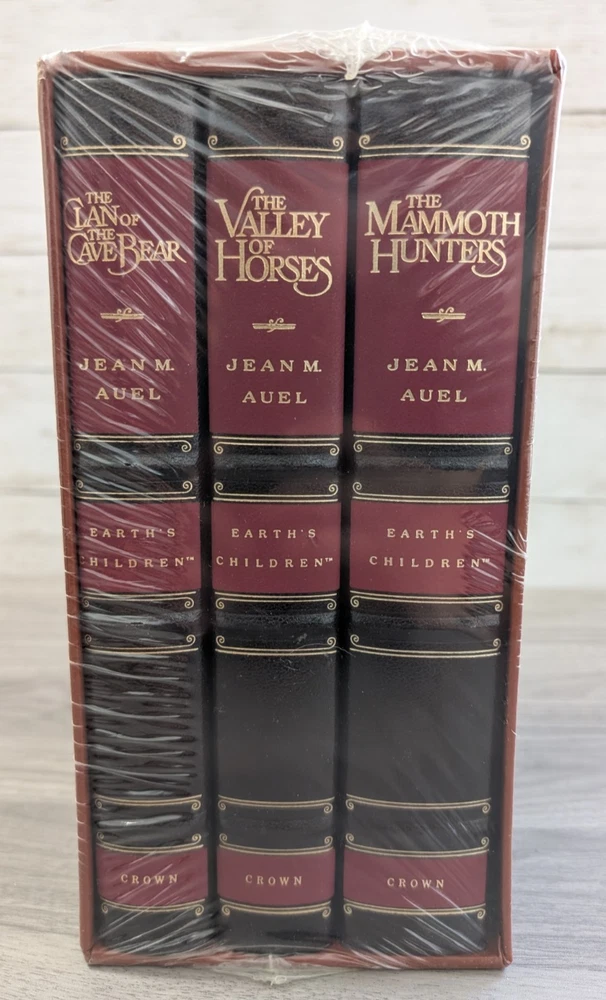 THE
CLAN OF
THE
CAVE BEAR
JEAN M.
AUEL
EARTH'S
CHILDREN™
CROWN
THE
VALLEY
OF
HORSES
JEAN M.
AUEL
EARTH'S
CHILDREN™
CROWN
THE
MAMMOTH
HUNTERS
JEAN M.
AUEL
EARTH'S
CHILDREN™
CROWN